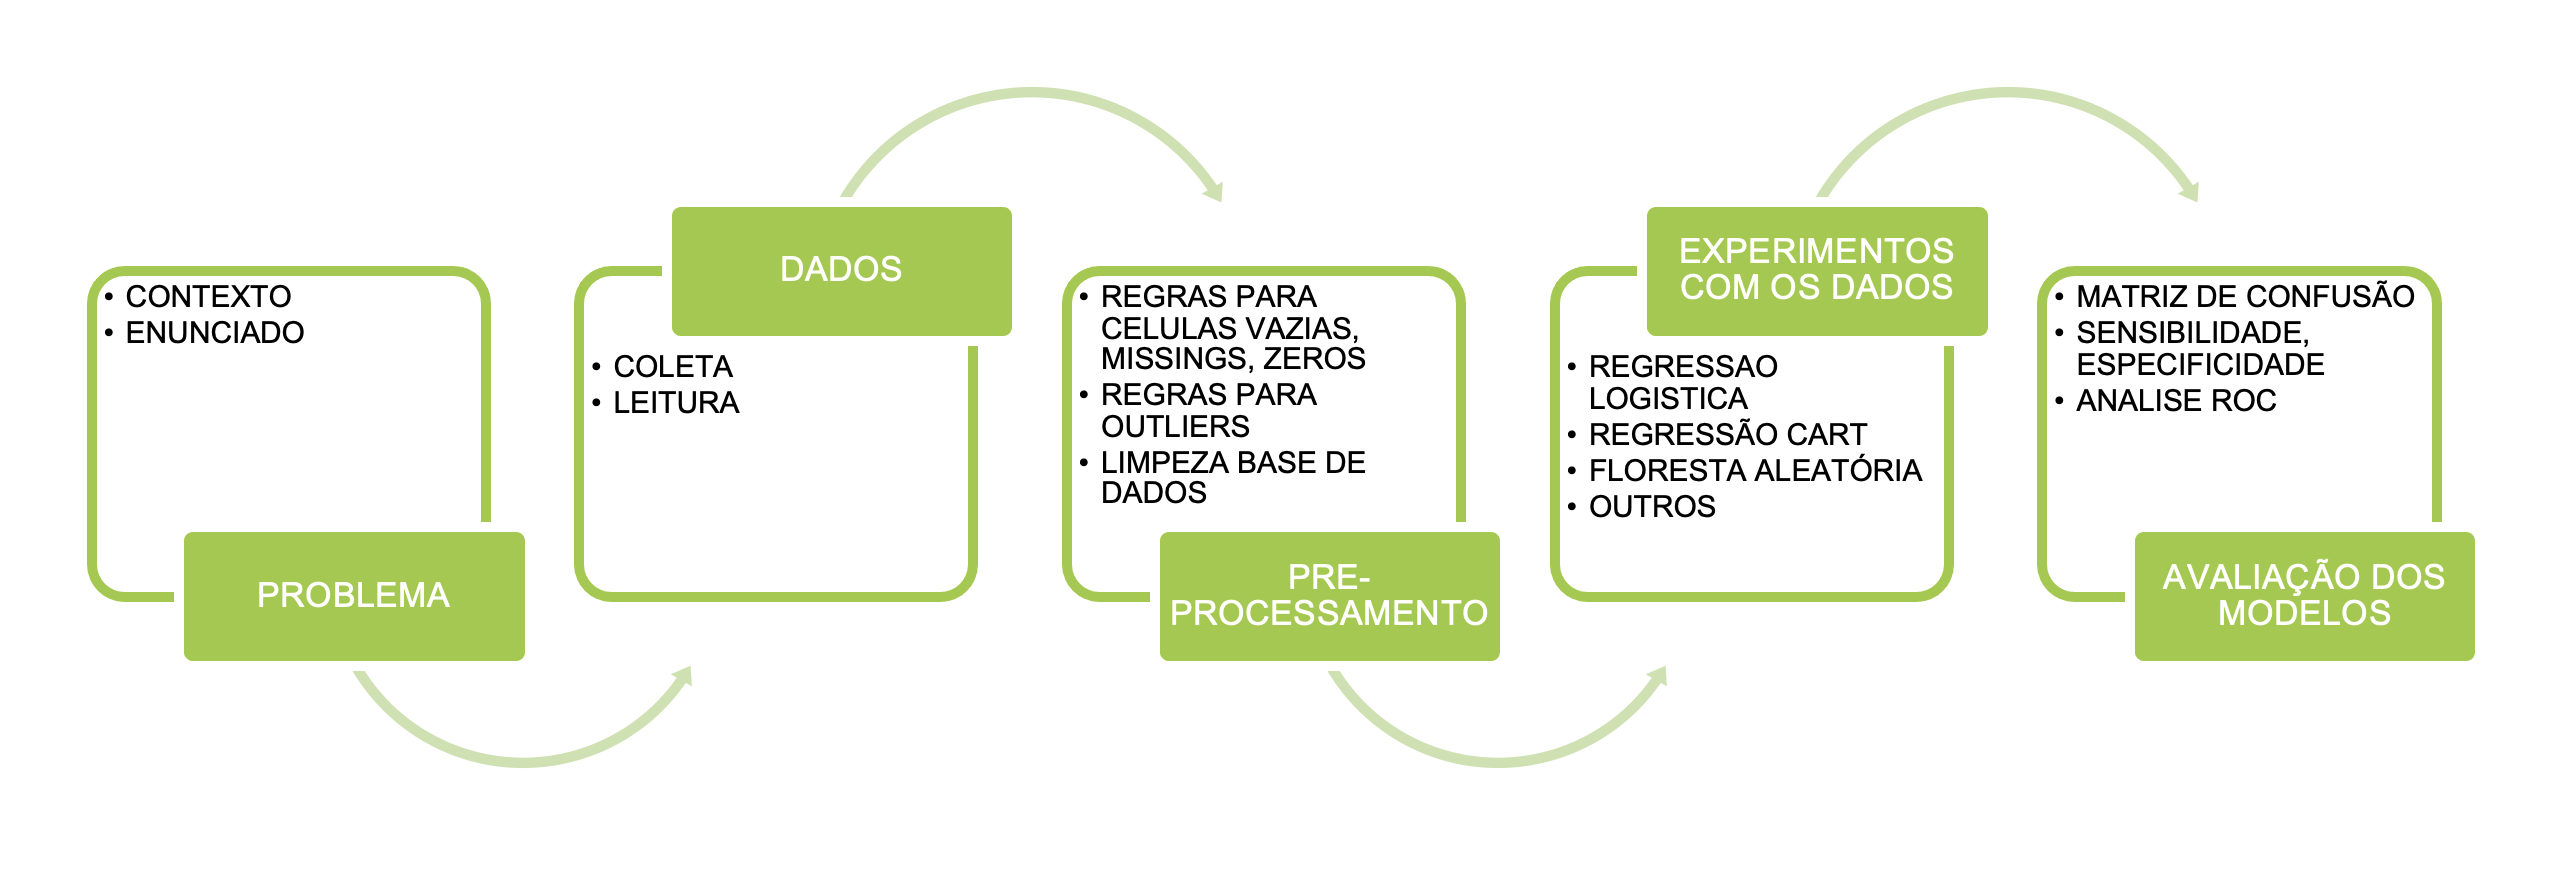 • CONTEXTO
• ENUNCIADO
PROBLEMA
DADOS
• COLETA
• LEITURA
• REGRAS PARA
CELULAS VAZIAS,
MISSINGS, ZEROS
• REGRAS PARA
OUTLIERS
• LIMPEZA BASE DE
DADOS
PRE-
PROCESSAMENTO
EXPERIMENTOS
COM OS DADOS
• REGRESSAO
LOGISTICA
• REGRESSÃO CART
• FLORESTA ALEATÓRIA
• OUTROS
• MATRIZ DE CONFUSÃO
• SENSIBILIDADE,
ESPECIFICIDADE
• ANALISE ROC
AVALIAÇÃO DOS
MODELOS